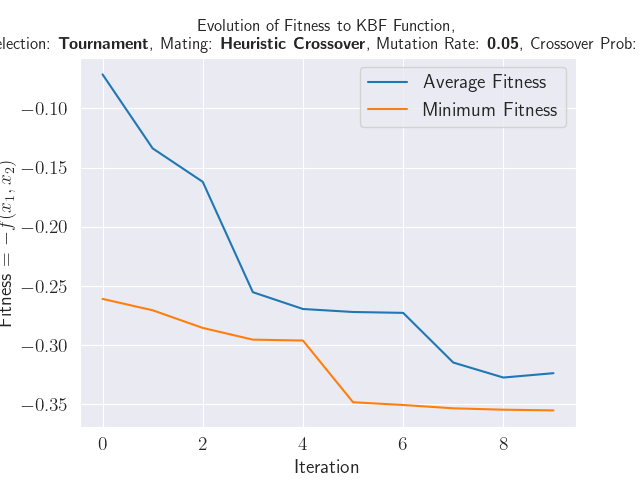 Evolution of Fitness to KBF Function,
election: Tournament, Mating: Heuristic Crossover, Mutation Rate: 0.05, Crossover Prob:
Average Fitness
Minimum Fitness
Fitness = −f(x₁, x₂)
−0.10
−0.15
−0.20
−0.25
−0.30
−0.35
0 2 4 6 8
Iteration